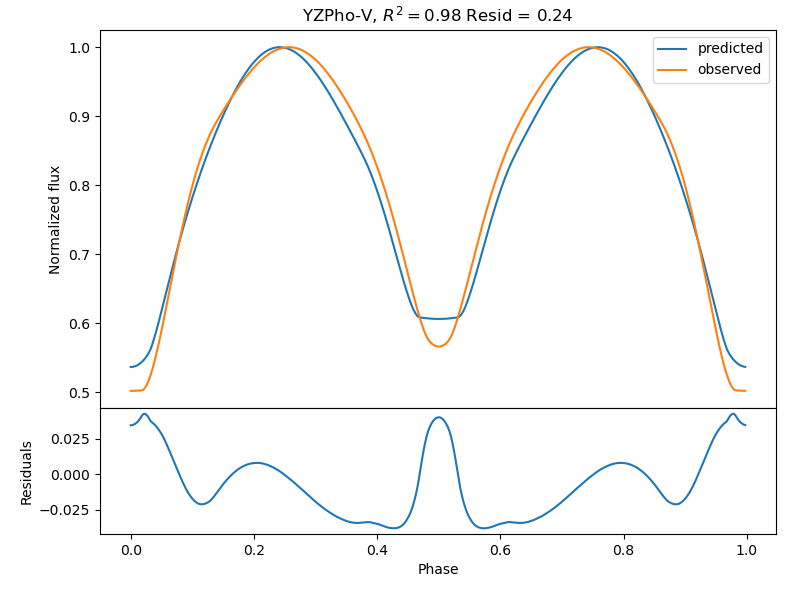 YZPho-V, R² = 0.98 Resid = 0.24
predicted
observed
Normalized flux
1.0
0.9
0.8
0.7
0.6
0.5
Residuals
0.025
0.000
−0.025
0.0 0.2 0.4 0.6 0.8 1.0
Phase